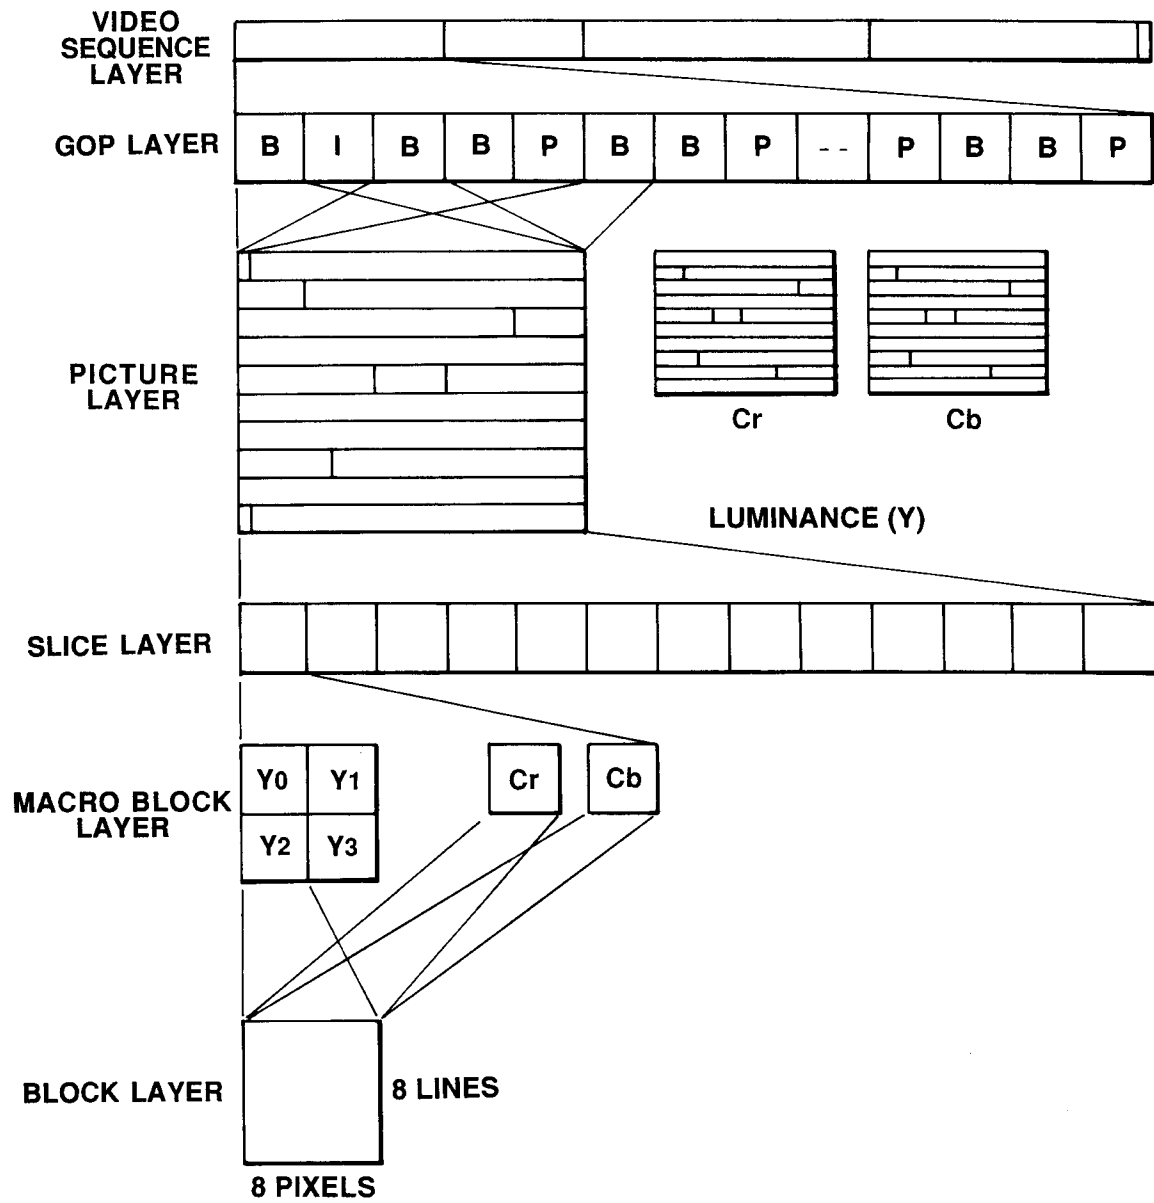 VIDEO
SEQUENCE
LAYER
GOP LAYER
B I B B P B B P -- P B B P
PICTURE
LAYER
Cr
Cb
LUMINANCE (Y)
SLICE LAYER
MACRO BLOCK
LAYER
Y0 Y1
Y2 Y3
Cr
Cb
BLOCK LAYER
8 LINES
8 PIXELS